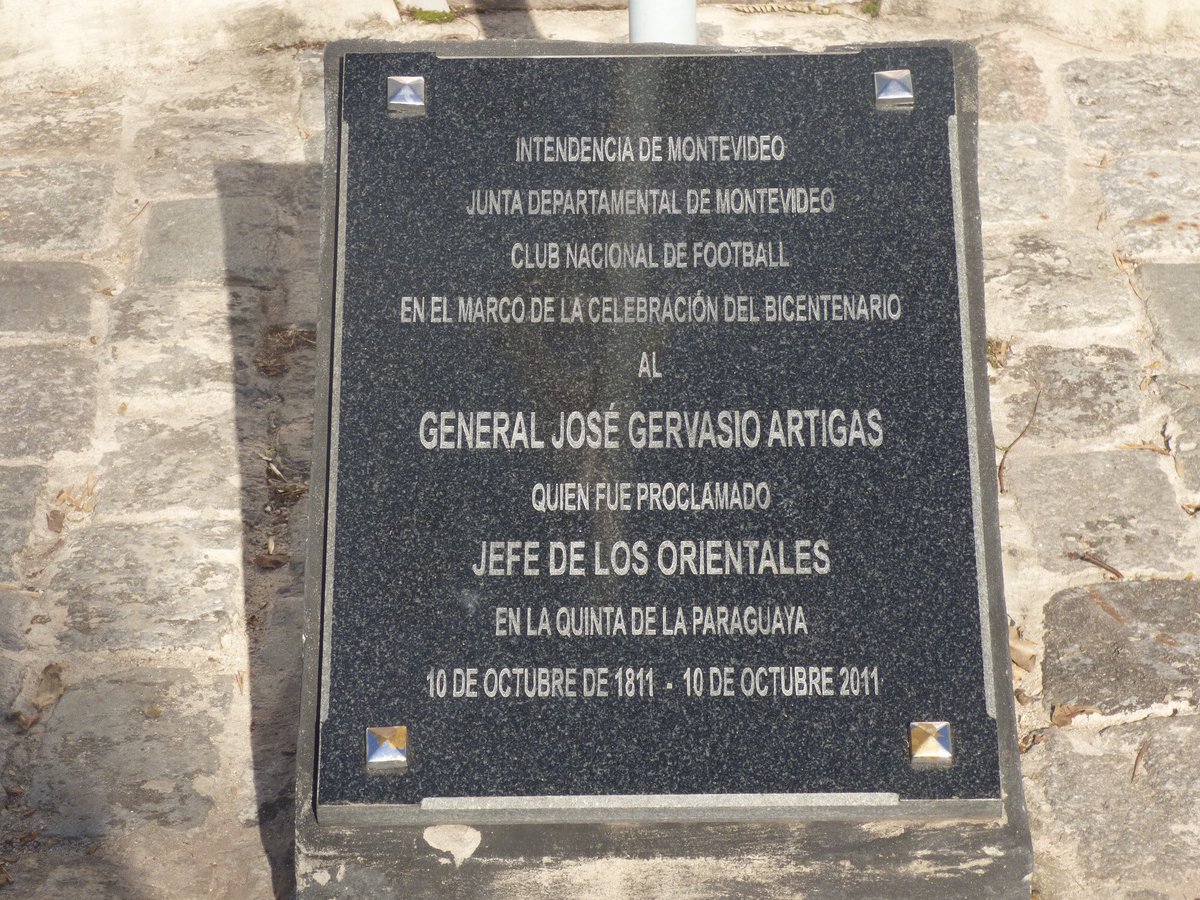 INTENDENCIA DE MONTEVIDEO
JUNTA DEPARTAMENTAL DE MONTEVIDEO
CLUB NACIONAL DE FOOTBALL
EN EL MARCO DE LA CELEBRACIÓN DEL BICENTENARIO
AL
GENERAL JOSÉ GERVASIO ARTIGAS
QUIEN FUE PROCLAMADO
JEFE DE LOS ORIENTALES
EN LA QUINTA DE LA PARAGUAYA
10 DE OCTUBRE DE 1811 - 10 DE OCTUBRE 2011